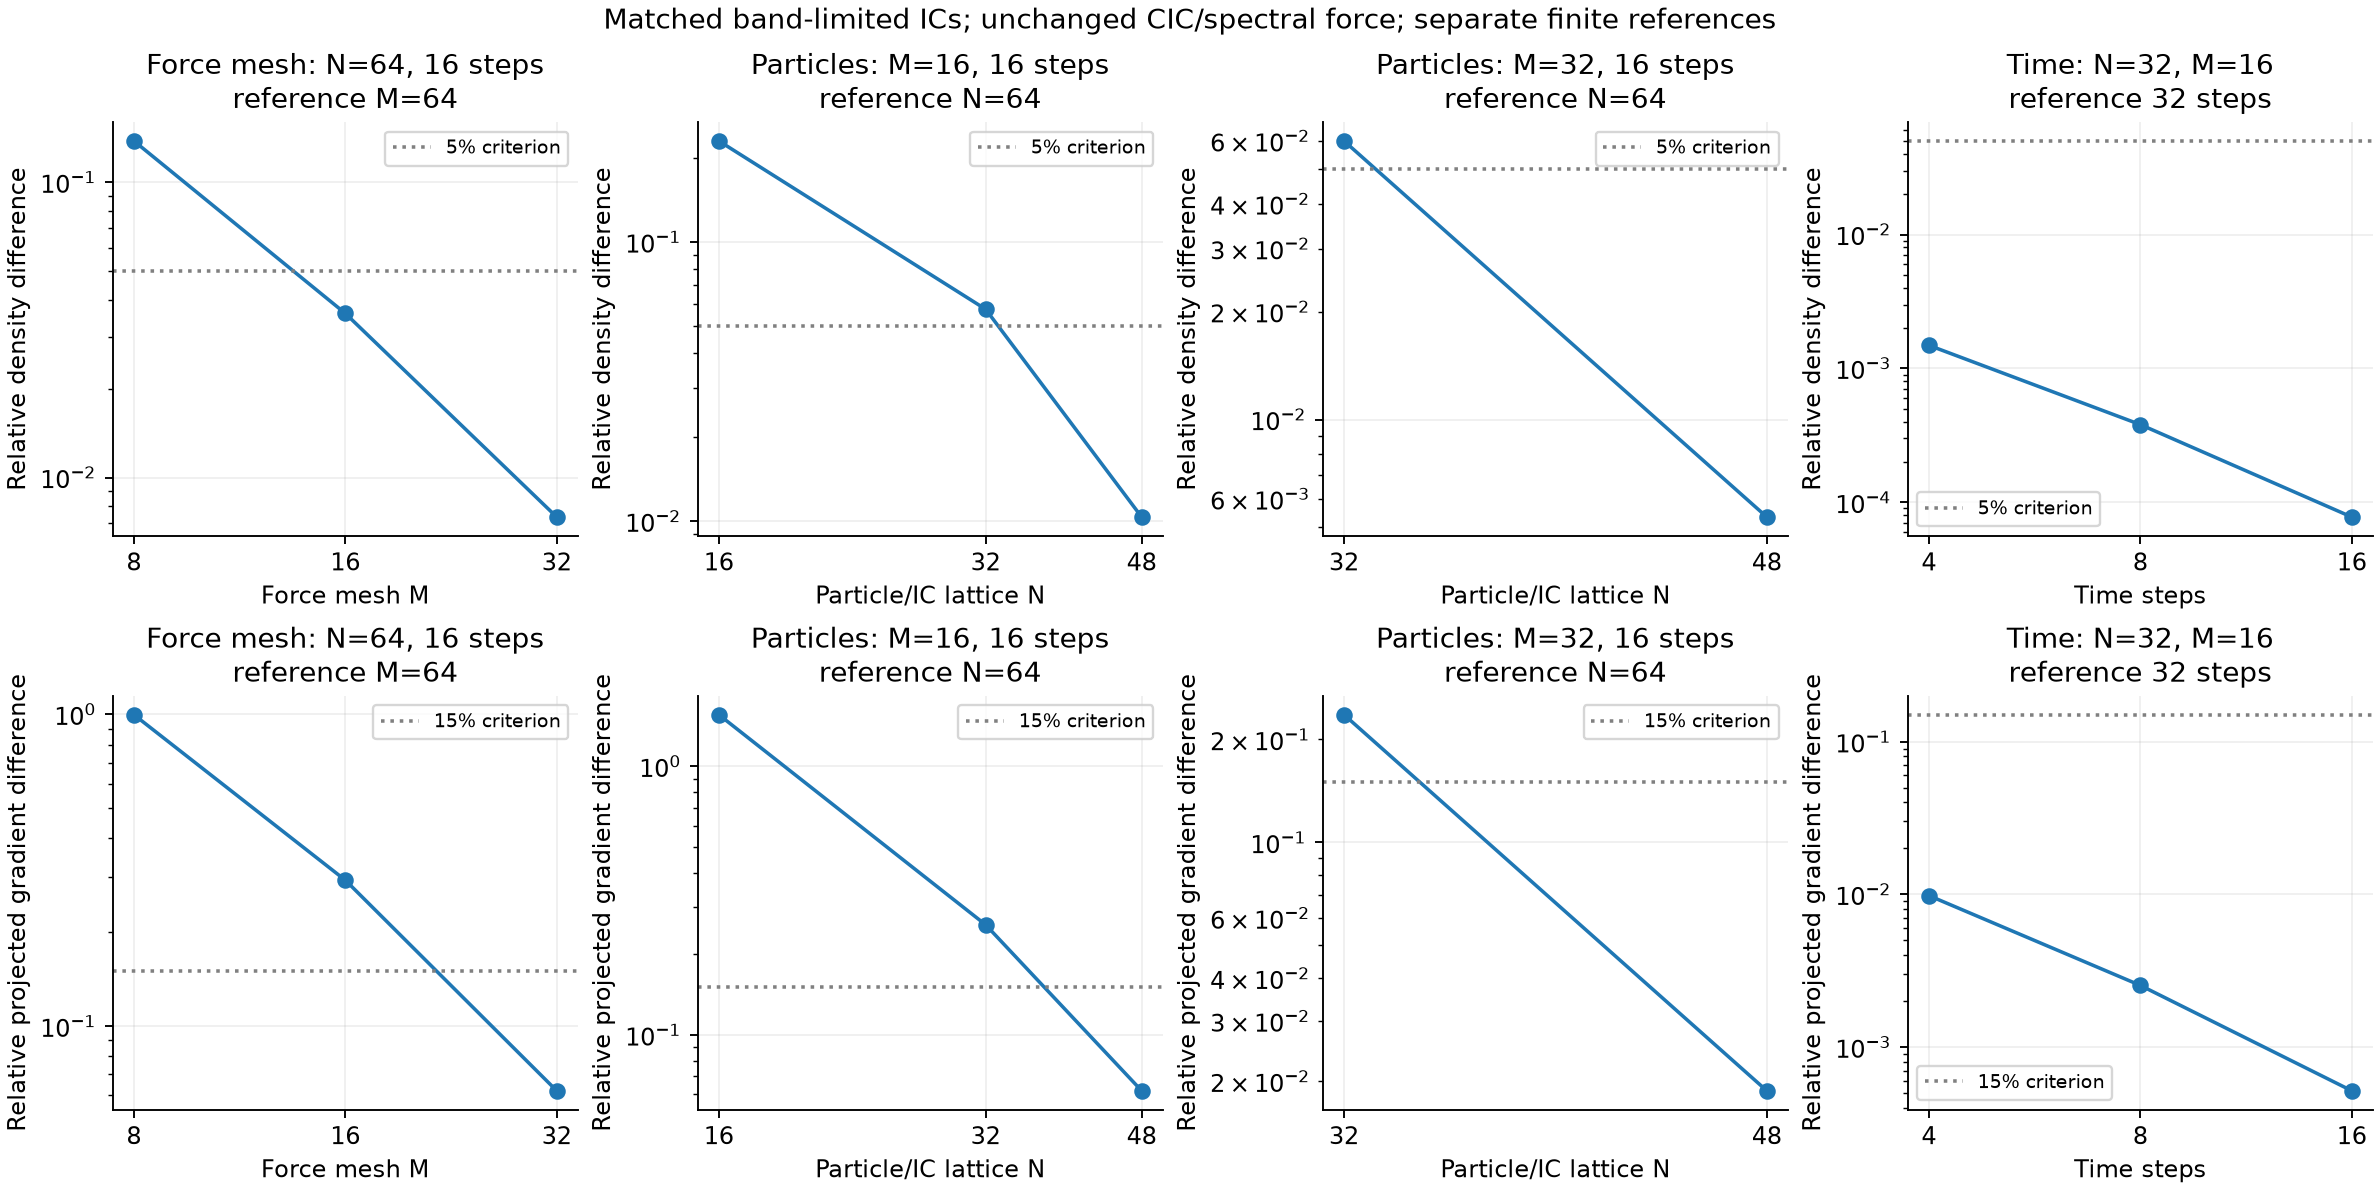 Matched band-limited ICs; unchanged CIC/spectral force; separate finite references
Force mesh: N=64, 16 steps
reference M=64
Relative density difference
10⁻¹
10⁻²
5% criterion
8
16
32
Force mesh M
Particles: M=16, 16 steps
reference N=64
Relative density difference
10⁻¹
10⁻²
5% criterion
16
32
48
Particle/IC lattice N
Particles: M=32, 16 steps
reference N=64
Relative density difference
6 × 10⁻²
4 × 10⁻²
3 × 10⁻²
2 × 10⁻²
10⁻²
6 × 10⁻³
5% criterion
32
48
Particle/IC lattice N
Time: N=32, M=16
reference 32 steps
Relative density difference
10⁻²
10⁻³
10⁻⁴
5% criterion
4
8
16
Time steps
Force mesh: N=64, 16 steps
reference M=64
Relative projected gradient difference
10⁰
10⁻¹
15% criterion
8
16
32
Force mesh M
Particles: M=16, 16 steps
reference N=64
Relative projected gradient difference
10⁰
10⁻¹
15% criterion
16
32
48
Particle/IC lattice N
Particles: M=32, 16 steps
reference N=64
Relative projected gradient difference
2 × 10⁻¹
10⁻¹
6 × 10⁻²
4 × 10⁻²
3 × 10⁻²
2 × 10⁻²
15% criterion
32
48
Particle/IC lattice N
Time: N=32, M=16
reference 32 steps
Relative projected gradient difference
10⁻¹
10⁻²
10⁻³
15% criterion
4
8
16
Time steps